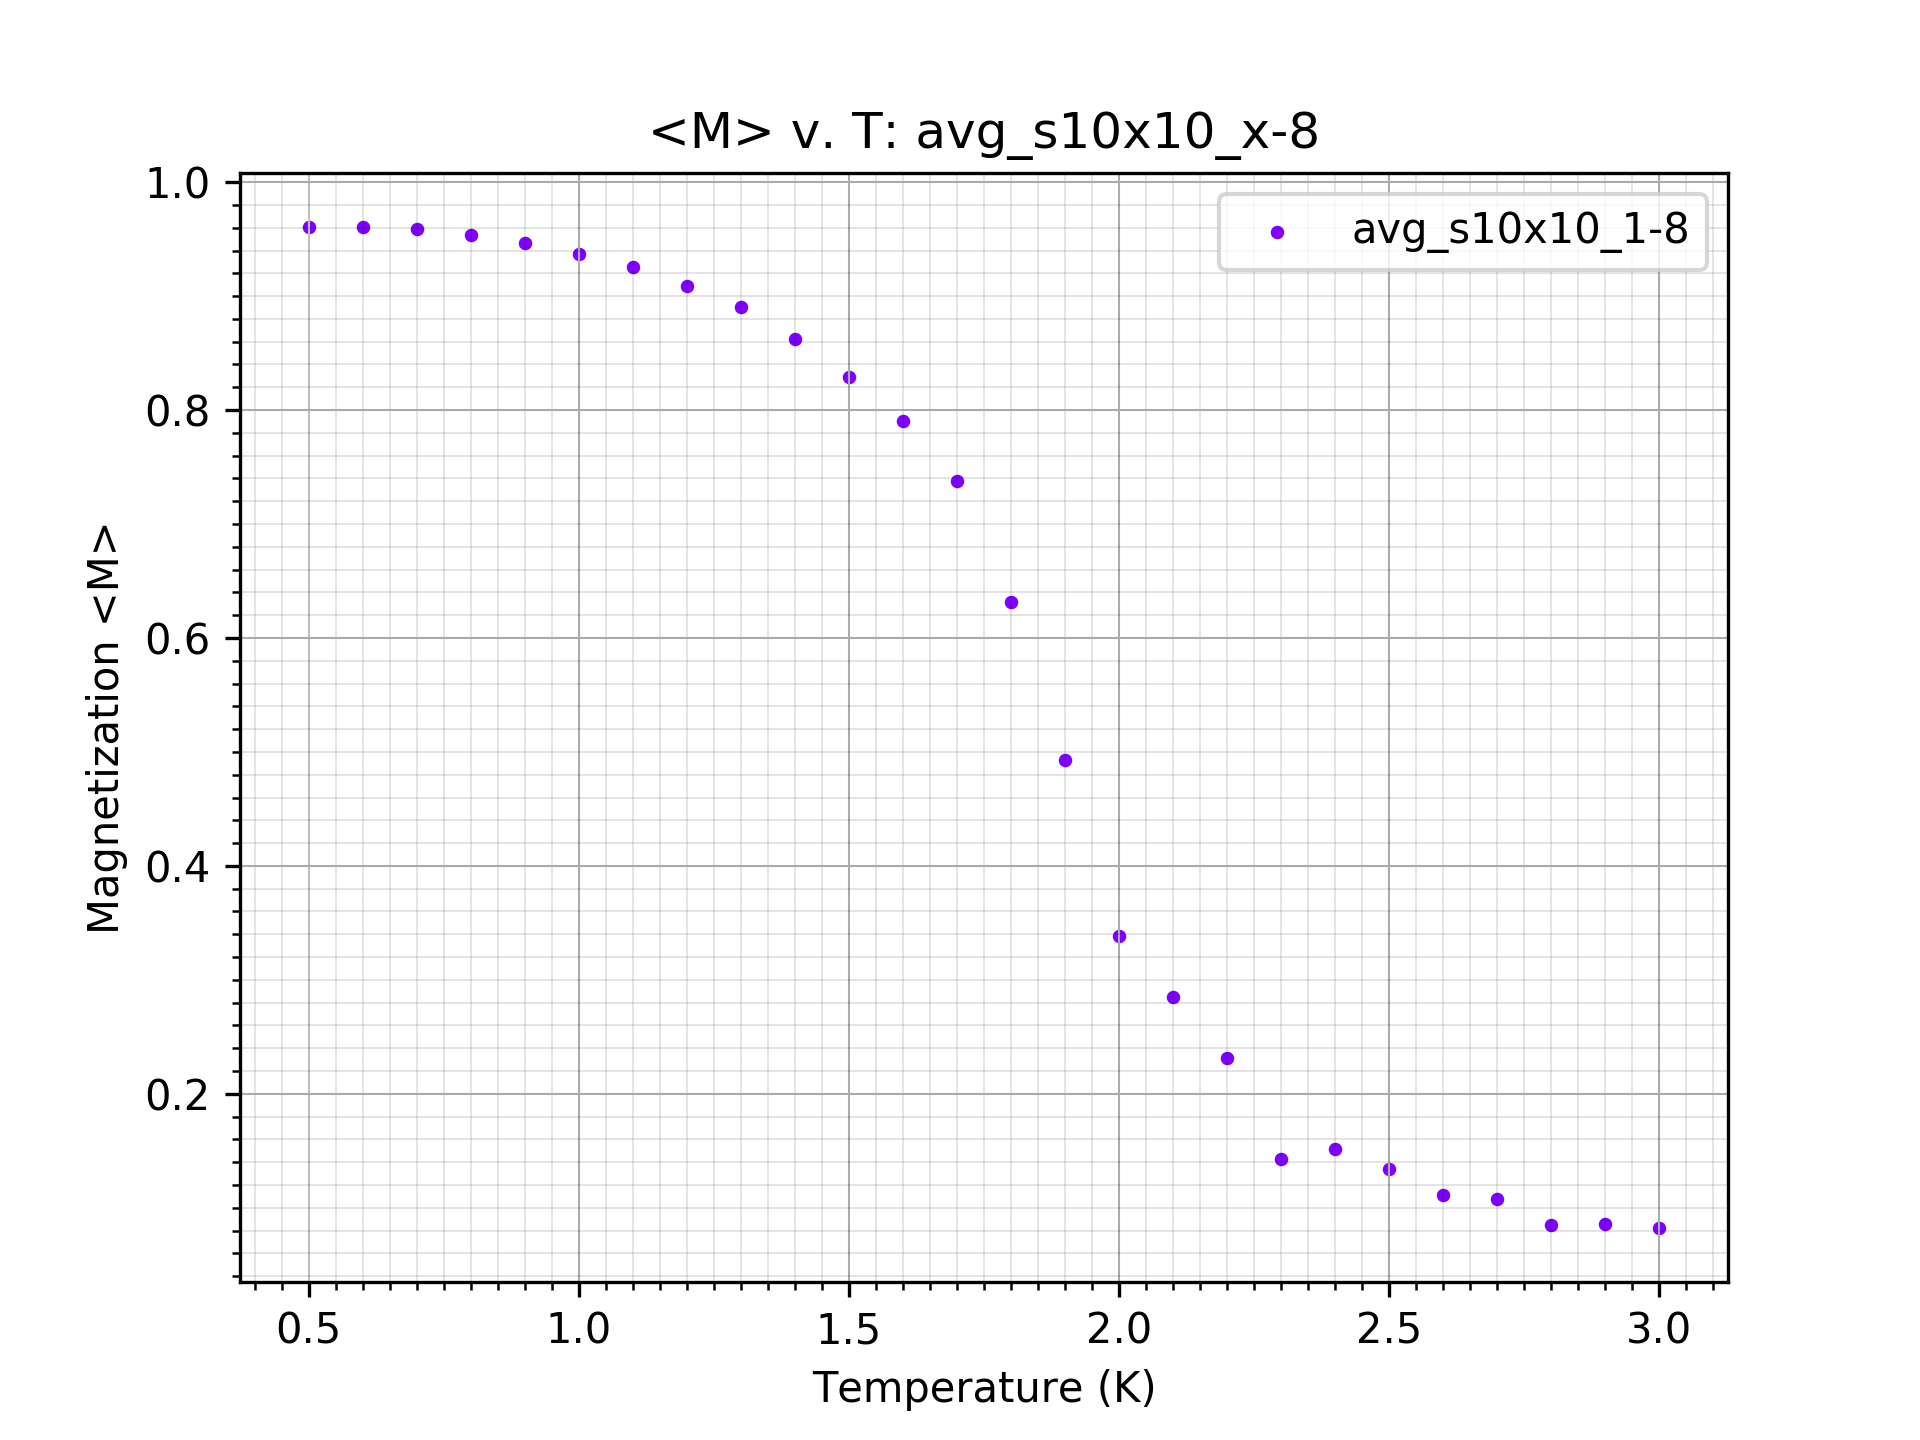 <M> v. T: avg_s10x10_x-8
avg_s10x10_1-8
1.0
0.8
0.6
0.4
0.2
Magnetization <M>
0.5 1.0 1.5 2.0 2.5 3.0
Temperature (K)